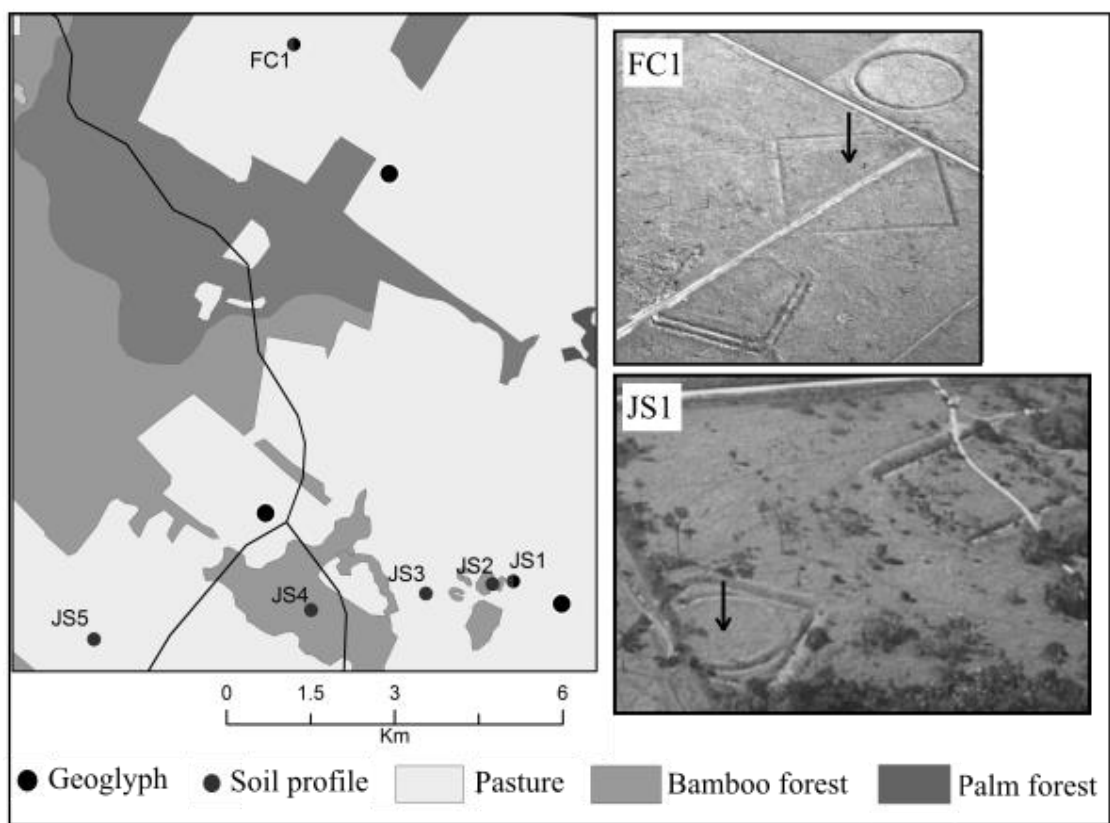 FC1
FC1
JS1
JS1
JS2
JS3
JS4
JS5
0 1.5 3 6
Km
Geoglyph Soil profile Pasture Bamboo forest Palm forest